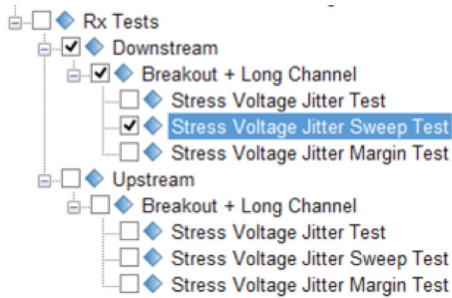 Rx Tests
Downstream
Breakout + Long Channel
Stress Voltage Jitter Test
Stress Voltage Jitter Sweep Test
Stress Voltage Jitter Margin Test
Upstream
Breakout + Long Channel
Stress Voltage Jitter Test
Stress Voltage Jitter Sweep Test
Stress Voltage Jitter Margin Test